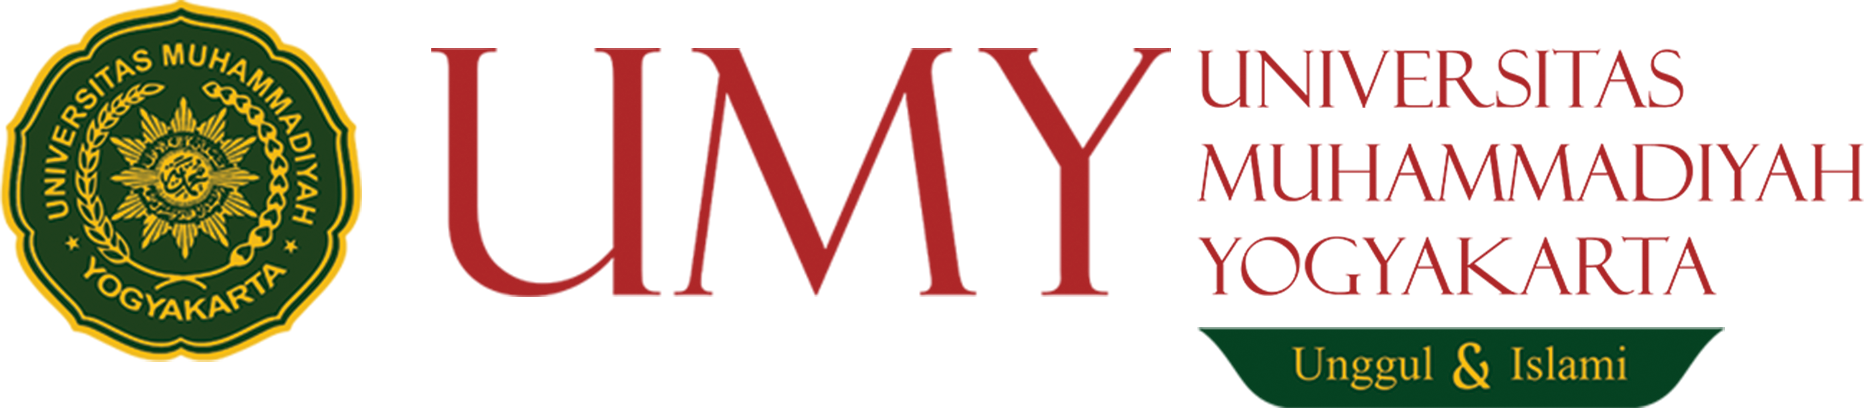 UNIVERSITAS MUHAMMADIYAH
YOGYAKARTA
UMY
UNIVERSITAS
MUHAMMADIYAH
YOGYAKARTA
Unggul & Islami